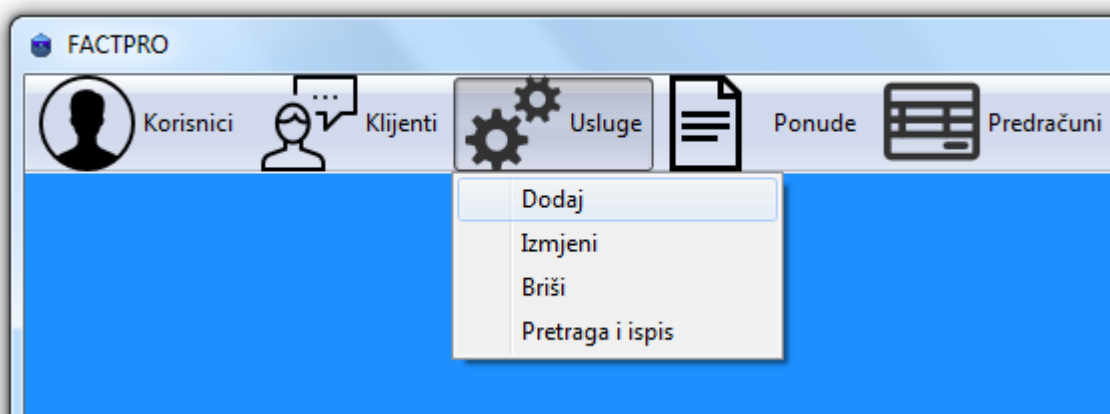 FACTPRO
Korisnici Klijenti Usluge Ponude Predračuni
Dodaj
Izmjeni
Briši
Pretraga i ispis